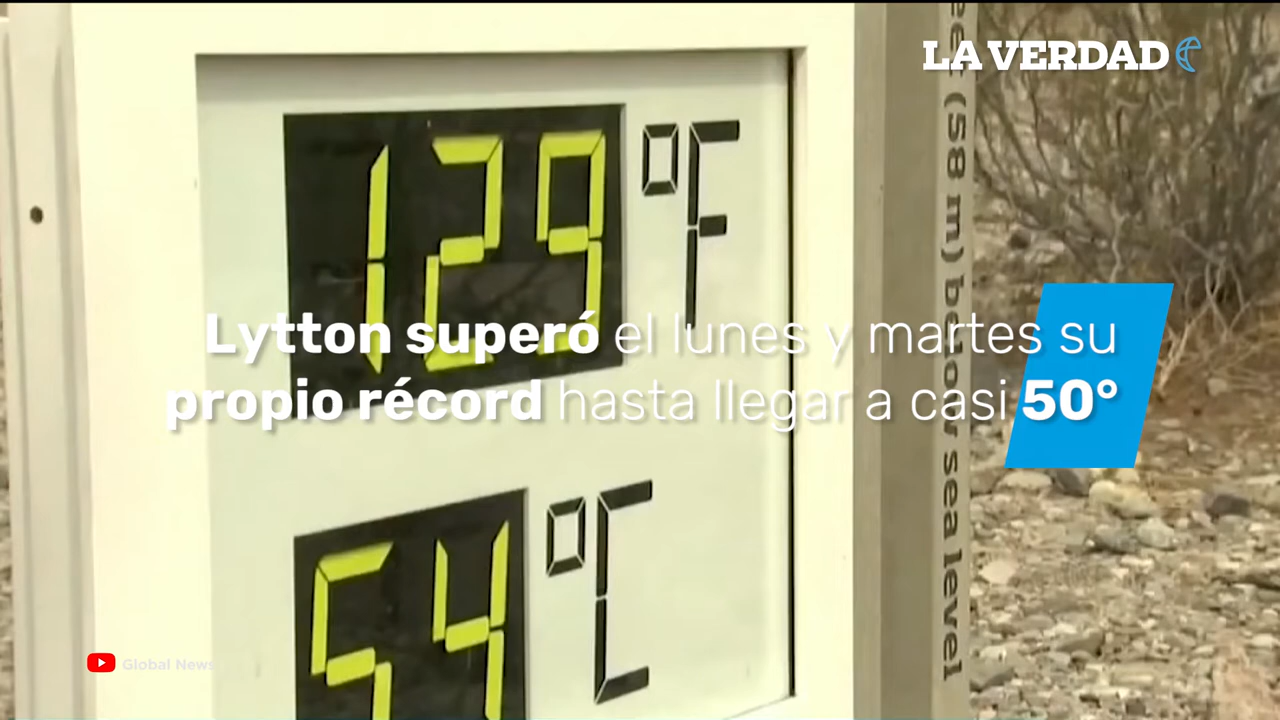 LA VERDAD
129 °F
Lytton superó el lunes y martes su
propio récord hasta llegar a casi 50°
54 °C
(58 m) below sea level
Global News